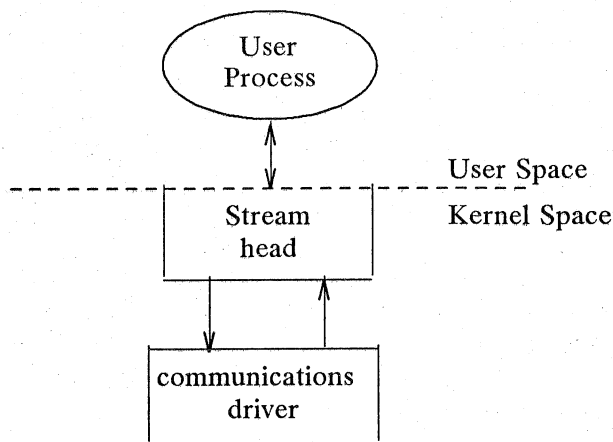 User
Process
User Space
Kernel Space
Stream
head
communications
driver